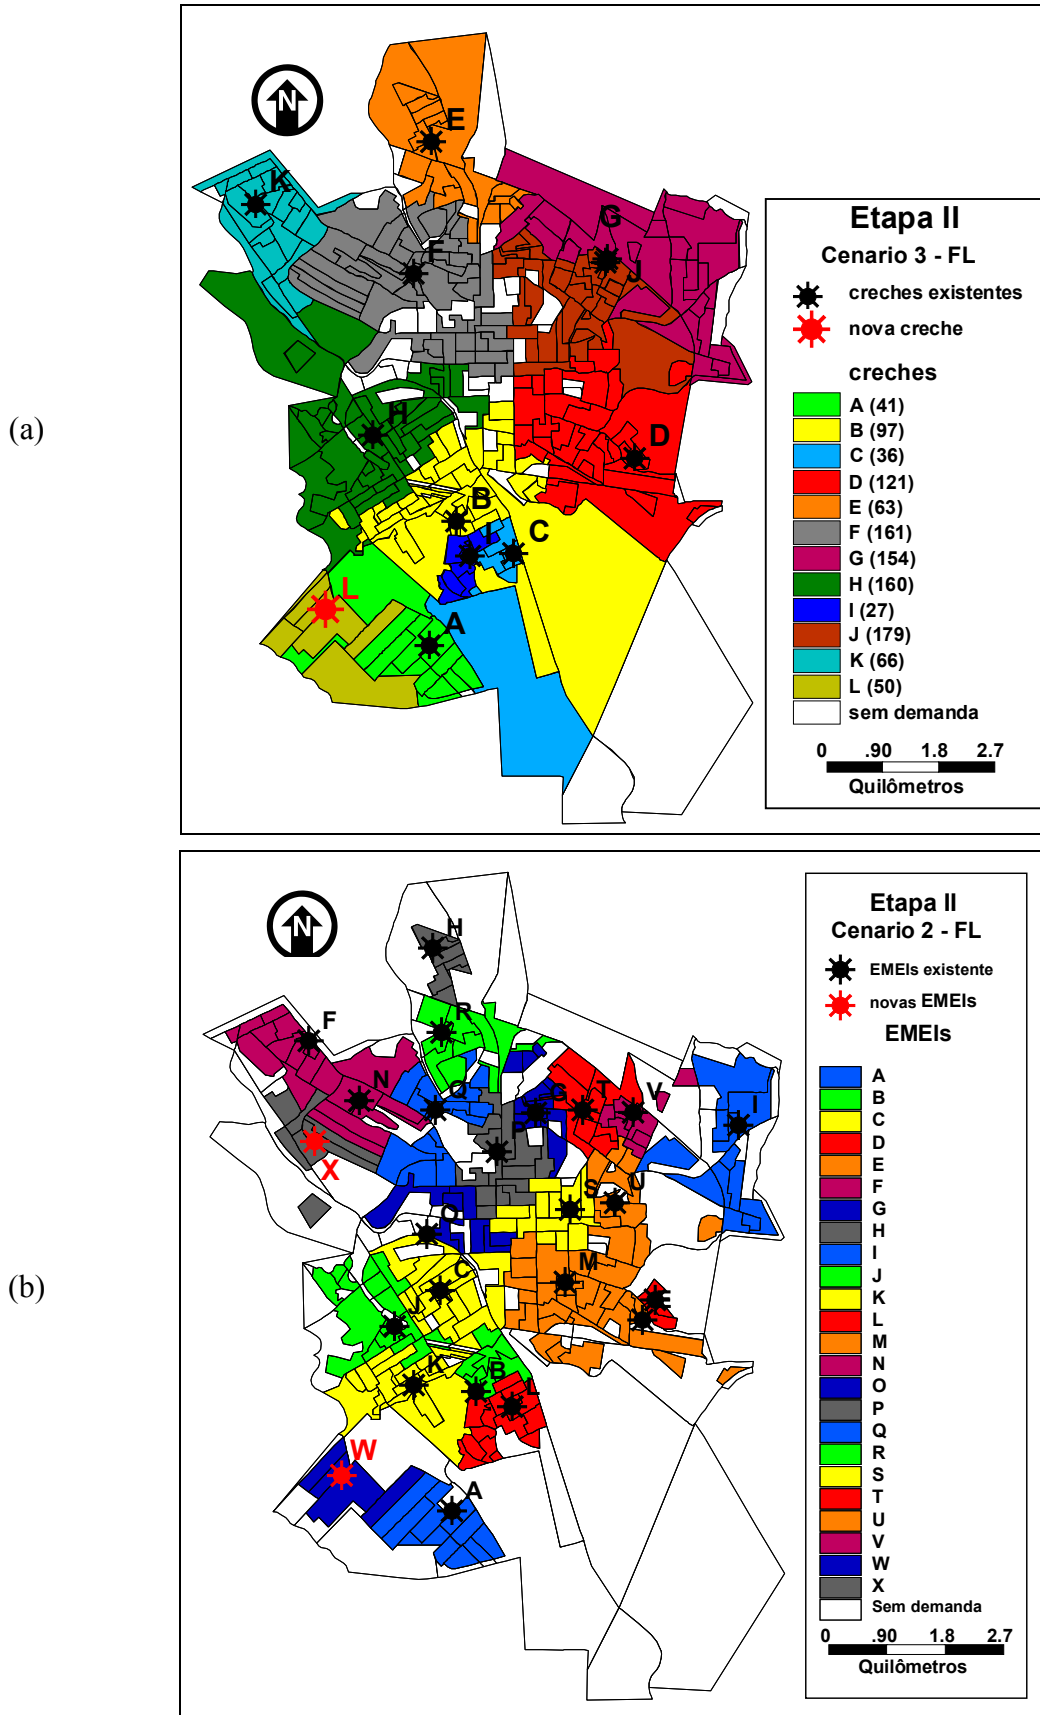 (a)
N
E
K
G
F
J
H
D
B
I
C
L
A
Etapa II
Cenario 3 - FL
creches existentes
nova creche
creches
A (41)
B (97)
C (36)
D (121)
E (63)
F (161)
G (154)
H (160)
I (27)
J (179)
K (66)
L (50)
sem demanda
0 .90 1.8 2.7
Quilômetros
(b)
N
H
R
F
N
Q
G
T
V
I
P
X
S
U
O
C
M
J
E
K
B
L
W
A
Etapa II
Cenario 2 - FL
EMEIs existente
novas EMEIs
EMEIs
A
B
C
D
E
F
G
H
I
J
K
L
M
N
O
P
Q
R
S
T
U
V
W
X
Sem demanda
0 .90 1.8 2.7
Quilômetros